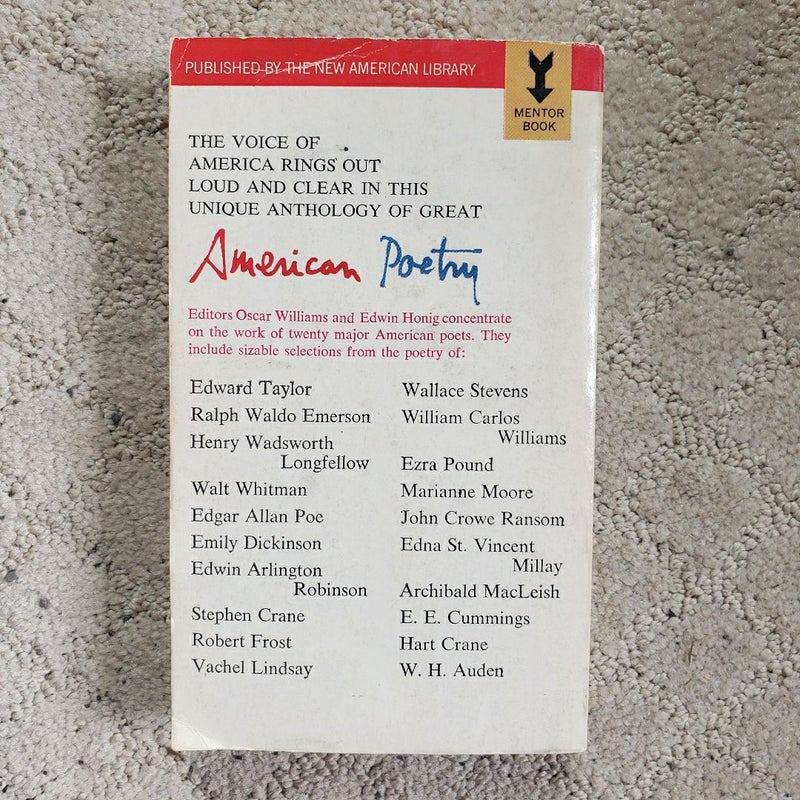 PUBLISHED BY THE NEW AMERICAN LIBRARY
MENTOR
BOOK
THE VOICE OF
AMERICA RINGS OUT
LOUD AND CLEAR IN THIS
UNIQUE ANTHOLOGY OF GREAT
American Poetry
Editors Oscar Williams and Edwin Honig concentrate
on the work of twenty major American poets. They
include sizable selections from the poetry of:
Edward Taylor
Ralph Waldo Emerson
Henry Wadsworth
Longfellow
Walt Whitman
Edgar Allan Poe
Emily Dickinson
Edwin Arlington
Robinson
Stephen Crane
Robert Frost
Vachel Lindsay
Wallace Stevens
William Carlos
Williams
Ezra Pound
Marianne Moore
John Crowe Ransom
Edna St. Vincent
Millay
Archibald MacLeish
E. E. Cummings
Hart Crane
W. H. Auden